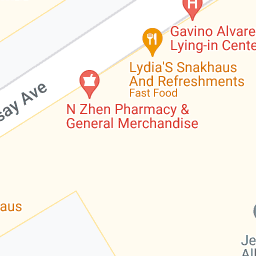 Gavino Alvare
Lying-in Cente
Lydia'S Snakhaus
And Refreshments
Fast Food
say Ave
N Zhen Pharmacy &
General Merchandise
aus
Je
All